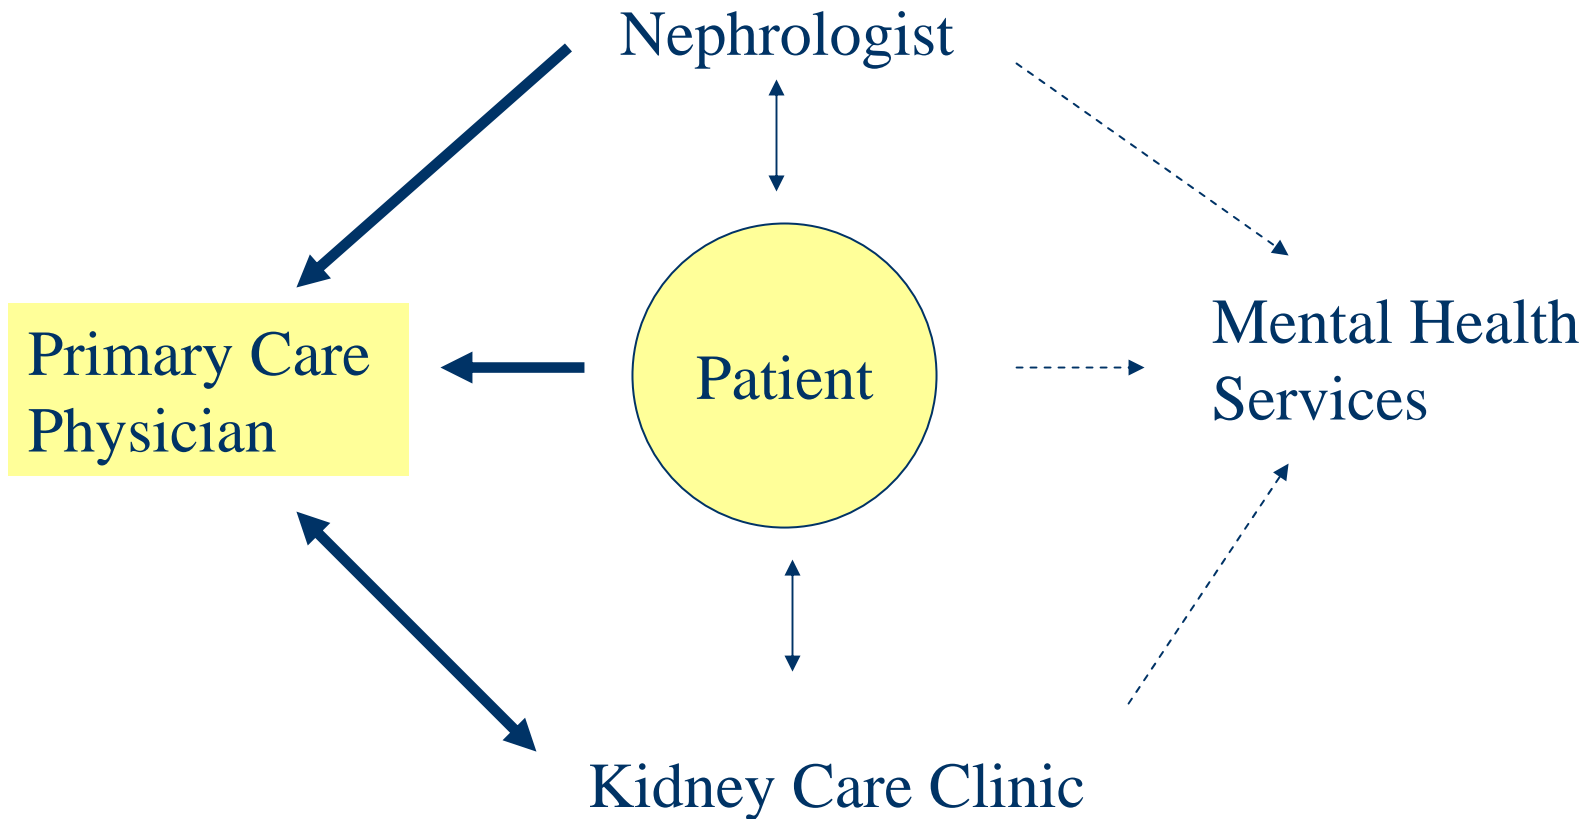 Nephrologist
Primary Care
Physician
Patient
Mental Health
Services
Kidney Care Clinic